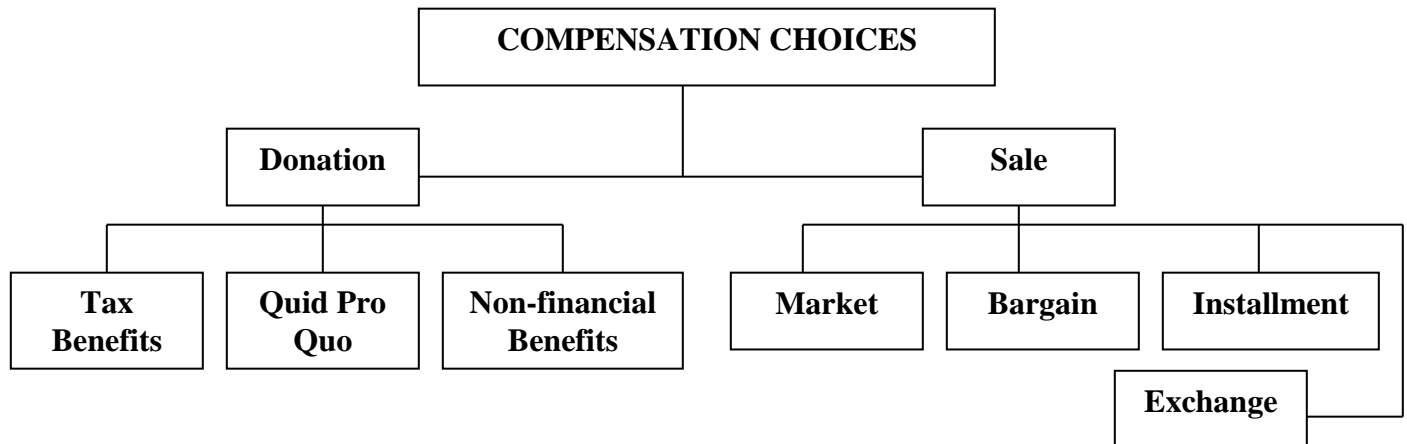 COMPENSATION CHOICES
Donation
Sale
Tax
Benefits
Quid Pro
Quo
Non-financial
Benefits
Market
Bargain
Installment
Exchange